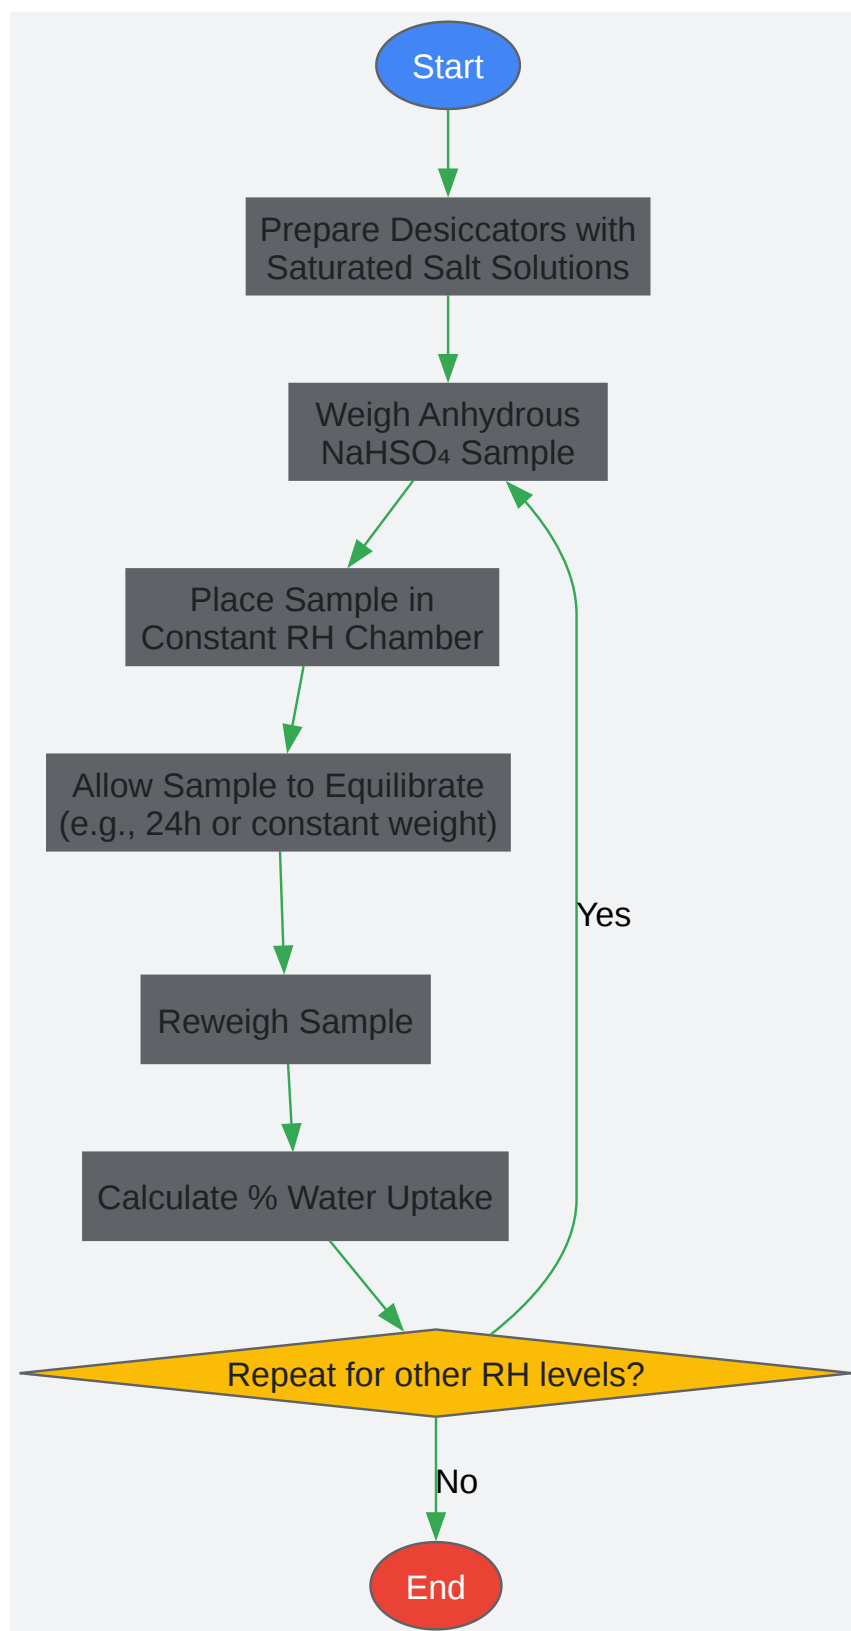 Start
Prepare Desiccators with
Saturated Salt Solutions
Weigh Anhydrous
NaHSO₄ Sample
Place Sample in
Constant RH Chamber
Allow Sample to Equilibrate
(e.g., 24h or constant weight)
Yes
Reweigh Sample
Calculate % Water Uptake
Repeat for other RH levels?
No
End